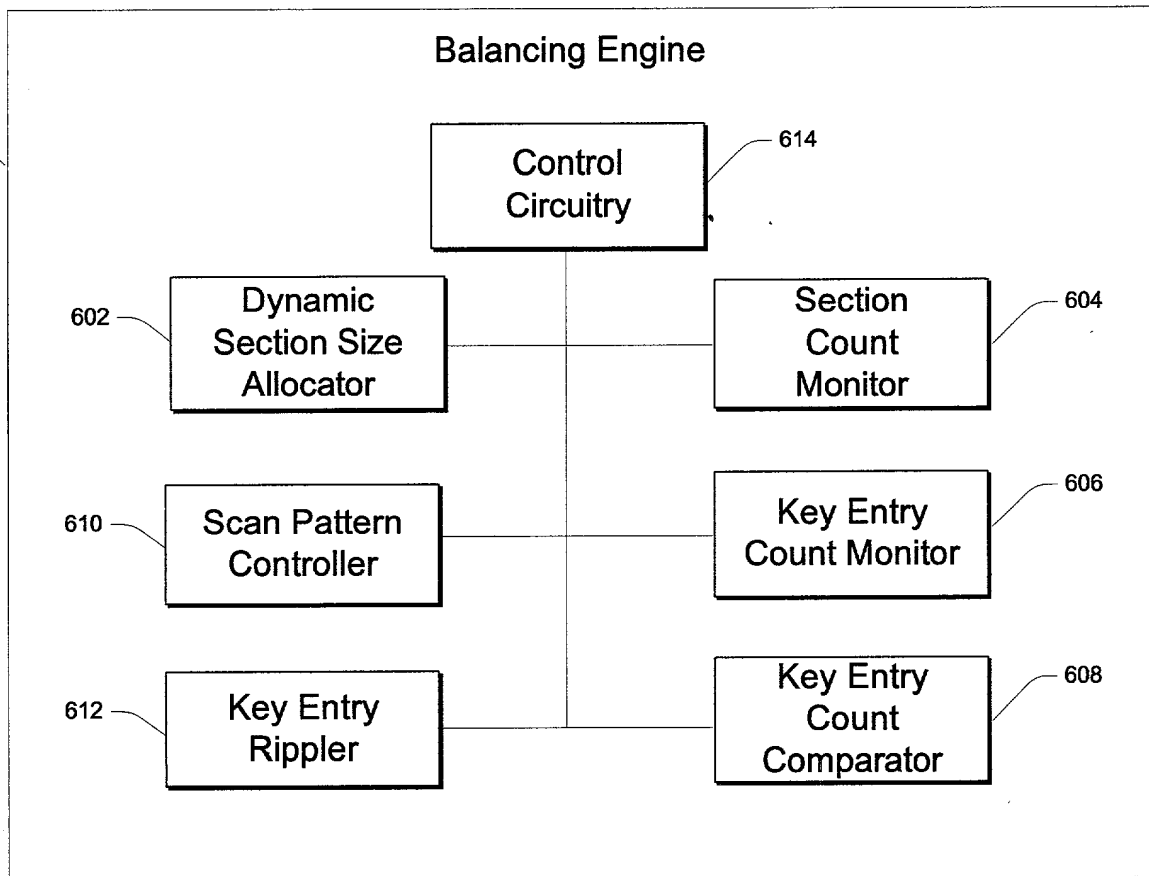 Balancing Engine
Control
Circuitry
614
602
Dynamic
Section Size
Allocator
Section
Count
Monitor
604
610
Scan Pattern
Controller
Key Entry
Count Monitor
606
612
Key Entry
Rippler
Key Entry
Count
Comparator
608